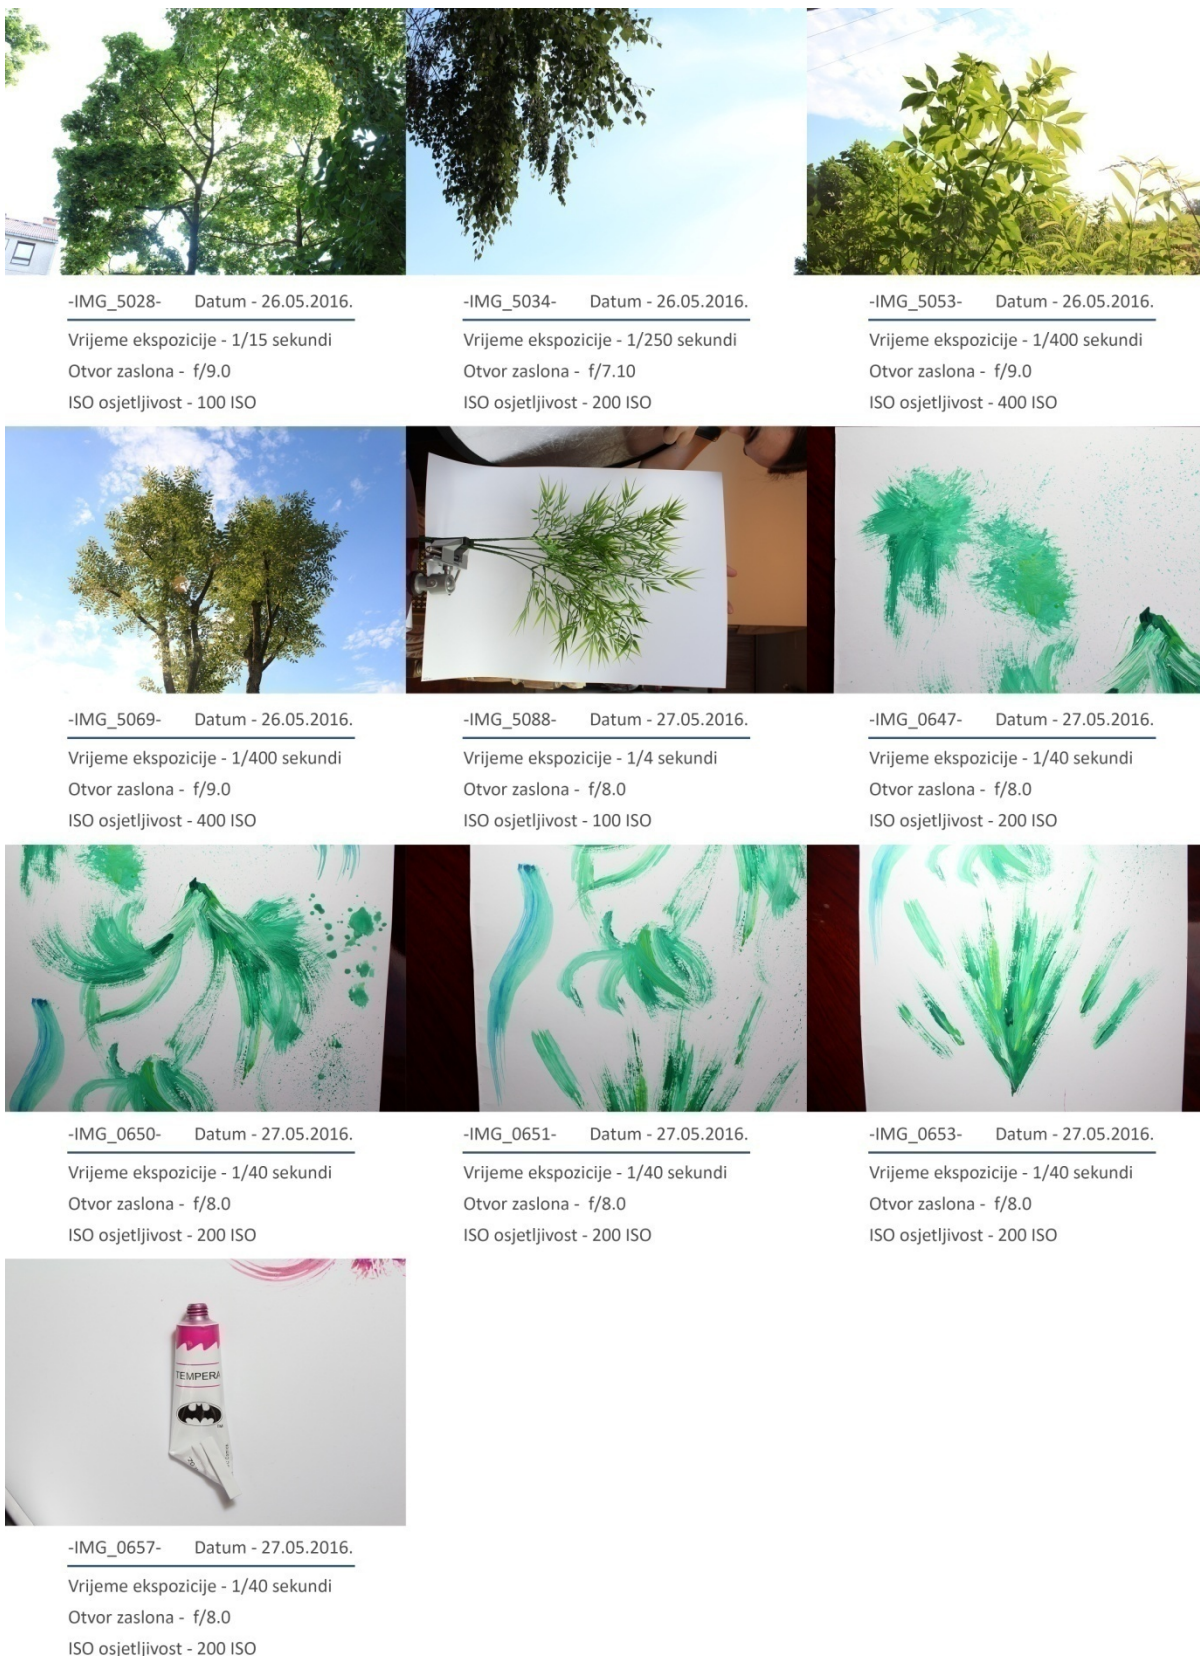 -IMG_5028- Datum - 26.05.2016.
Vrijeme ekspozicije - 1/15 sekundi
Otvor zaslona - f/9.0
ISO osjetljivost - 100 ISO
-IMG_5034- Datum - 26.05.2016.
Vrijeme ekspozicije - 1/250 sekundi
Otvor zaslona - f/7.10
ISO osjetljivost - 200 ISO
-IMG_5053- Datum - 26.05.2016.
Vrijeme ekspozicije - 1/400 sekundi
Otvor zaslona - f/9.0
ISO osjetljivost - 400 ISO
-IMG_5069- Datum - 26.05.2016.
Vrijeme ekspozicije - 1/400 sekundi
Otvor zaslona - f/9.0
ISO osjetljivost - 400 ISO
-IMG_5088- Datum - 27.05.2016.
Vrijeme ekspozicije - 1/4 sekundi
Otvor zaslona - f/8.0
ISO osjetljivost - 100 ISO
-IMG_0647- Datum - 27.05.2016.
Vrijeme ekspozicije - 1/40 sekundi
Otvor zaslona - f/8.0
ISO osjetljivost - 200 ISO
-IMG_0650- Datum - 27.05.2016.
Vrijeme ekspozicije - 1/40 sekundi
Otvor zaslona - f/8.0
ISO osjetljivost - 200 ISO
-IMG_0651- Datum - 27.05.2016.
Vrijeme ekspozicije - 1/40 sekundi
Otvor zaslona - f/8.0
ISO osjetljivost - 200 ISO
-IMG_0653- Datum - 27.05.2016.
Vrijeme ekspozicije - 1/40 sekundi
Otvor zaslona - f/8.0
ISO osjetljivost - 200 ISO
TEMPERA
-IMG_0657- Datum - 27.05.2016.
Vrijeme ekspozicije - 1/40 sekundi
Otvor zaslona - f/8.0
ISO osjetljivost - 200 ISO